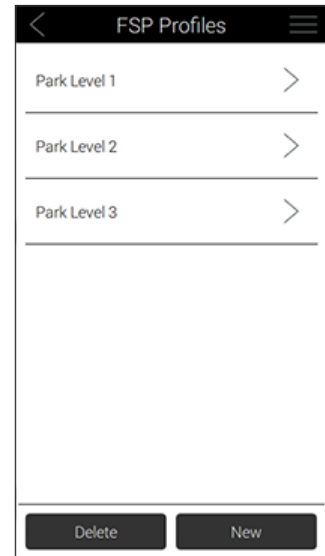 FSP Profiles
Park Level 1
Park Level 2
Park Level 3
Delete New